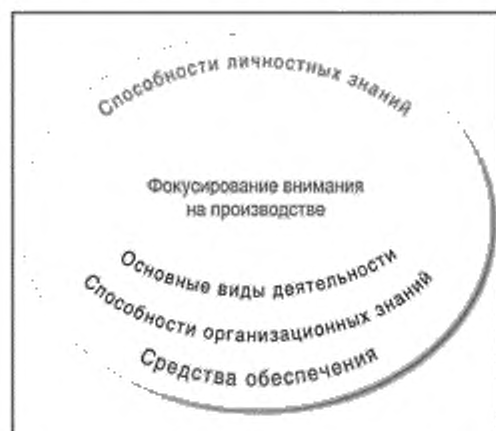 Способности личностных знаний
Фокусирование внимания
на производстве
Основные виды деятельности
Способности организационных знаний
Средства обеспечения